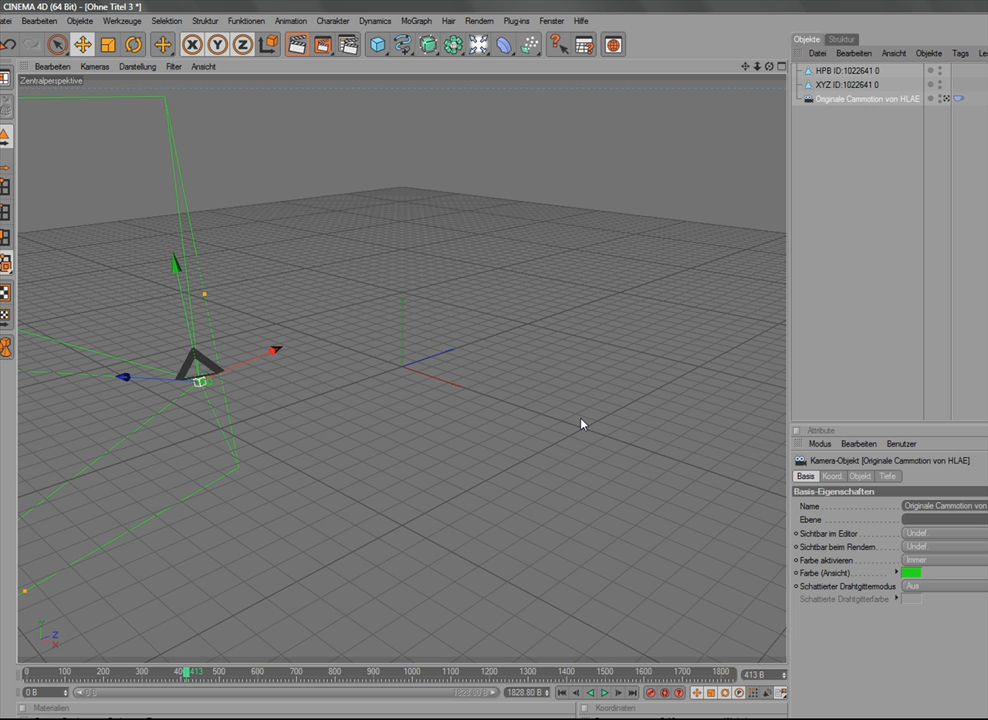 CINEMA 4D (64 Bit) - [Ohne Titel 3 *]
Bearbeiten Objekte Werkzeuge Selektion Struktur Funktionen Animation Charakter Dynamics MoGraph Hair Rendern Plug-ins Fenster Hilfe
X Y Z
Objekte Struktur
Datei Bearbeiten Ansicht Objekte Tags
Bearbeiten Kameras Darstellung Filter Ansicht
Zentralperspektive
HPB ID:1022641 0
XYZ ID:1022641 0
Originale Cammotion von HLAE
Attribute
Modus Bearbeiten Benutzer
Kamera-Objekt [Originale Cammotion von HLAE]
Basis Koord. Objekt Tiefe
Basis-Eigenschaften
Name Originale Cammotion von
Ebene
Sichtbar im Editor Undef
Sichtbar beim Rendern Undef
Farbe aktivieren Immer
Farbe (Ansicht)
Schattierter Drahtgittermodus Aus
Schattierte Drahtgitterfarbe
Y Z X
0 100 200 300 400 413 500 600 700 800 900 1000 1100 1200 1300 1400 1500 1600 1700 1800 413 B
0 B 0 B 1828.80 B 1828.80 B
Materialien Koordinaten